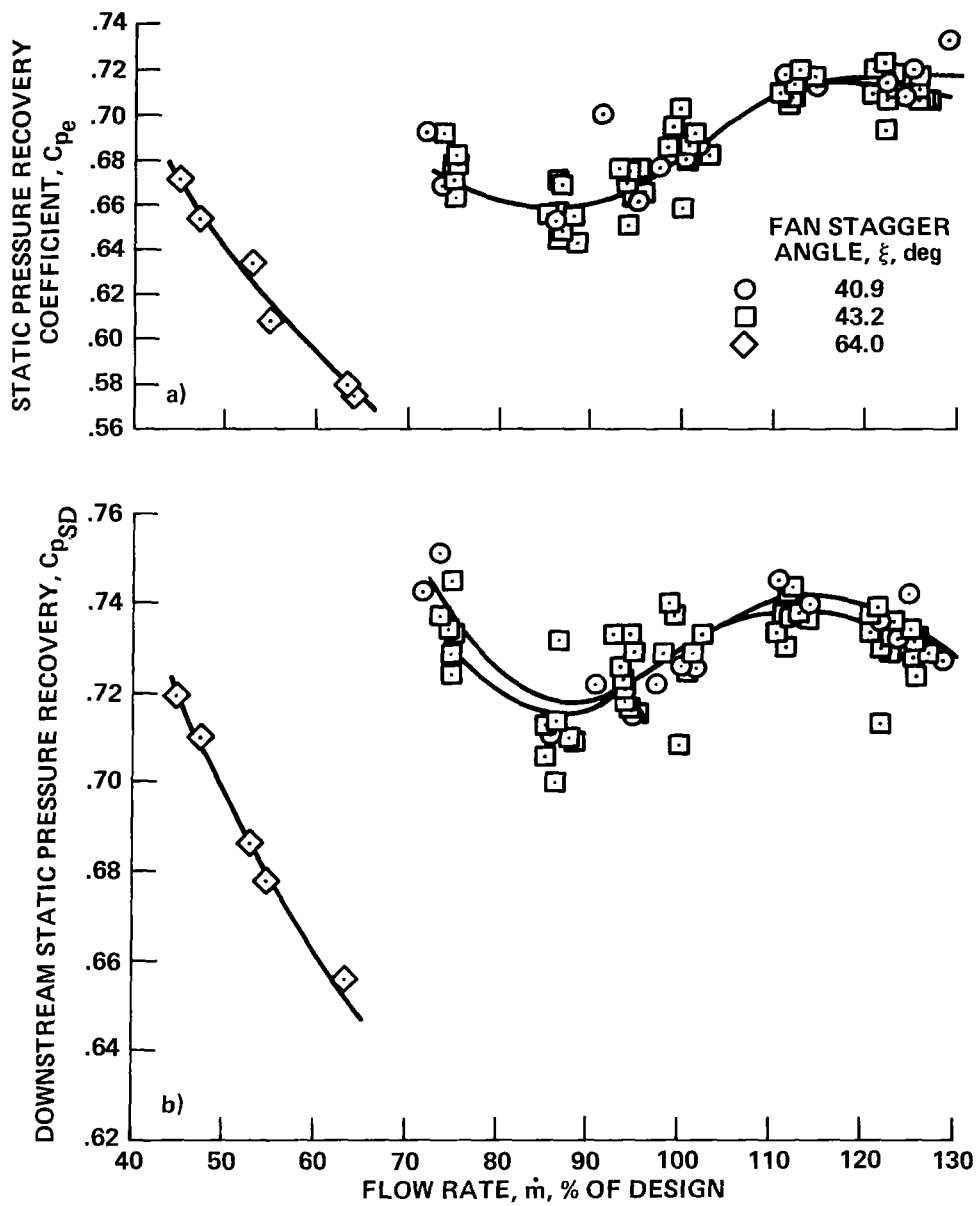 STATIC PRESSURE RECOVERY
COEFFICIENT, Cpe
.74
.72
.70
.68
.66
.64
.62
.60
.58
.56
a)
FAN STAGGER
ANGLE, ξ, deg
40.9
43.2
64.0
DOWNSTREAM STATIC PRESSURE RECOVERY, CpSD
.76
.74
.72
.70
.68
.66
.64
.62
b)
40 50 60 70 80 90 100 110 120 130
FLOW RATE, ṁ, % OF DESIGN